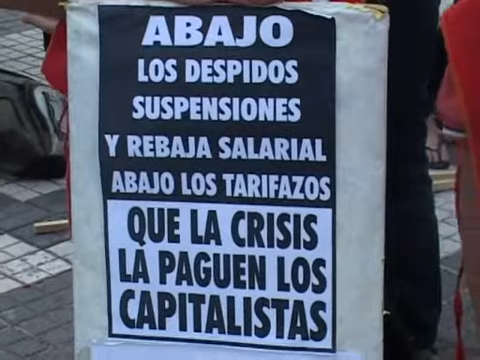 ABAJO
LOS DESPIDOS
SUSPENSIONES
Y REBAJA SALARIAL
ABAJO LOS TARIFAZOS
QUE LA CRISIS
LA PAGUEN LOS
CAPITALISTAS